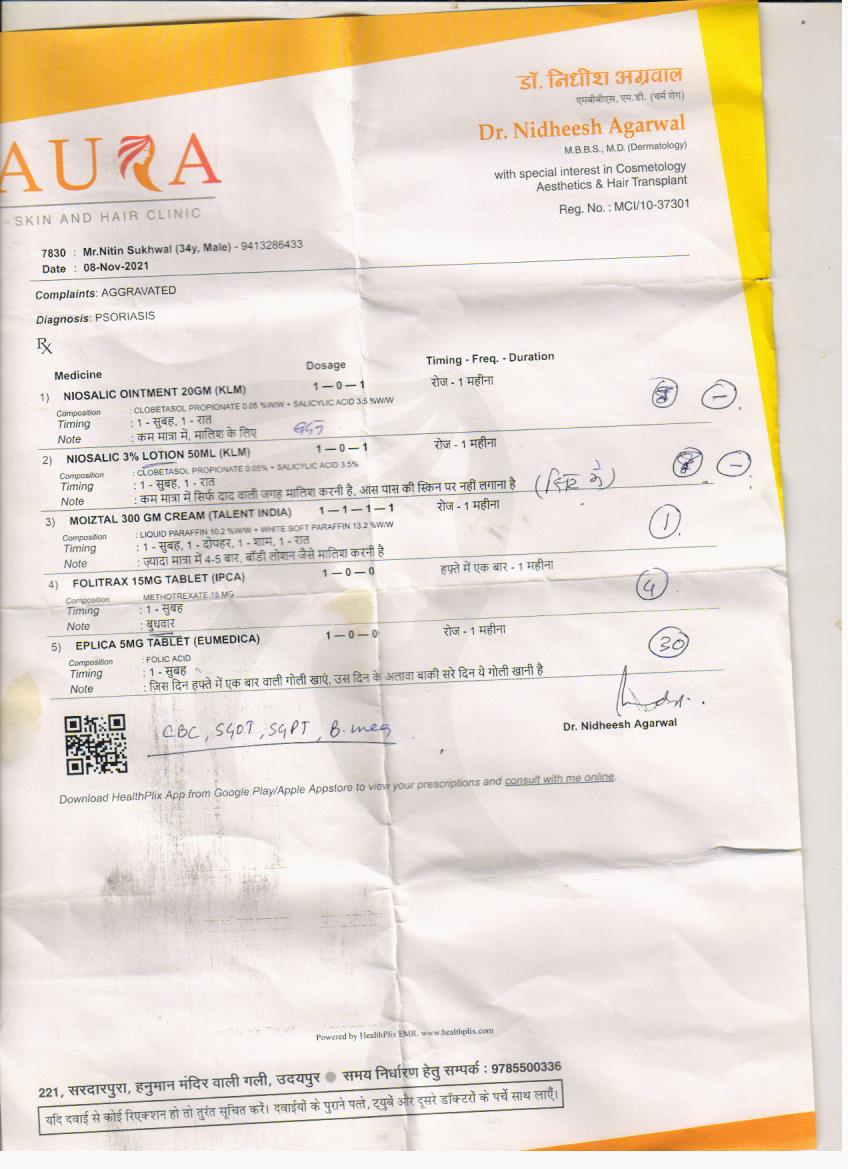 डॉ. निधीश अग्रवाल
एमबीबीएस, एम.डी. (चर्म रोग)
Dr. Nidheesh Agarwal
M.B.B.S., M.D. (Dermatology)
with special interest in Cosmetology
Aesthetics & Hair Transplant
Reg. No. : MCI/10-37301
AURA
SKIN AND HAIR CLINIC
7830 : Mr.Nitin Sukhwal (34y, Male) - 9413286433
Date : 08-Nov-2021
Complaints: AGGRAVATED
Diagnosis: PSORIASIS
Rx
Medicine Dosage Timing - Freq. - Duration
1) NIOSALIC OINTMENT 20GM (KLM) 1 — 0 — 1 रोज - 1 महीना
Composition : CLOBETASOL PROPIONATE 0.05 %W/W + SALICYLIC ACID 3.5 %W/W
Timing : 1 - सुबह, 1 - रात
Note : कम मात्रा में, मालिश के लिए
2) NIOSALIC 3% LOTION 50ML (KLM) 1 — 0 — 1 रोज - 1 महीना
Composition : CLOBETASOL PROPIONATE 0.05% + SALICYLIC ACID 3.5%
Timing : 1 - सुबह, 1 - रात
Note : कम मात्रा में सिर्फ दाद वाली जगह मालिश करनी है, आस पास की स्किन पर नहीं लगाना है (सिर में)
3) MOIZTAL 300 GM CREAM (TALENT INDIA) 1 — 1 — 1 — 1 रोज - 1 महीना 1
Composition : LIQUID PARAFFIN 10.2 %W/W + WHITE SOFT PARAFFIN 13.2 %W/W
Timing : 1 - सुबह, 1 - दोपहर, 1 - शाम, 1 - रात
Note : ज़्यादा मात्रा में 4-5 बार, बॉडी लोशन जैसे मालिश करनी है
4) FOLITRAX 15MG TABLET (IPCA) 1 — 0 — 0 हफ़्ते में एक बार - 1 महीना 4
Composition : METHOTREXATE 15 MG
Timing : 1 - सुबह
Note : बुधवार
5) EPLICA 5MG TABLET (EUMEDICA) 1 — 0 — 0 रोज - 1 महीना 30
Composition : FOLIC ACID
Timing : 1 - सुबह
Note : जिस दिन हफ्ते में एक बार वाली गोली खाएं, उस दिन के अलावा बाकी सरे दिन ये गोली खानी है
CBC, SGOT, SGPT, B.
Dr. Nidheesh Agarwal
Download HealthPlix App from Google Play/Apple Appstore to view your prescriptions and consult with me online.
Powered by HealthPlix EMR. www.healthplix.com
221, सरदारपुरा, हनुमान मंदिर वाली गली, उदयपुर ● समय निर्धारण हेतु सम्पर्क : 9785500336
यदि दवाई से कोई रिएक्शन हो तो तुरंत सूचित करें। दवाईयों के पुराने पत्ते, ट्युबें और दूसरे डॉक्टरों के पर्चे साथ लाएँ।